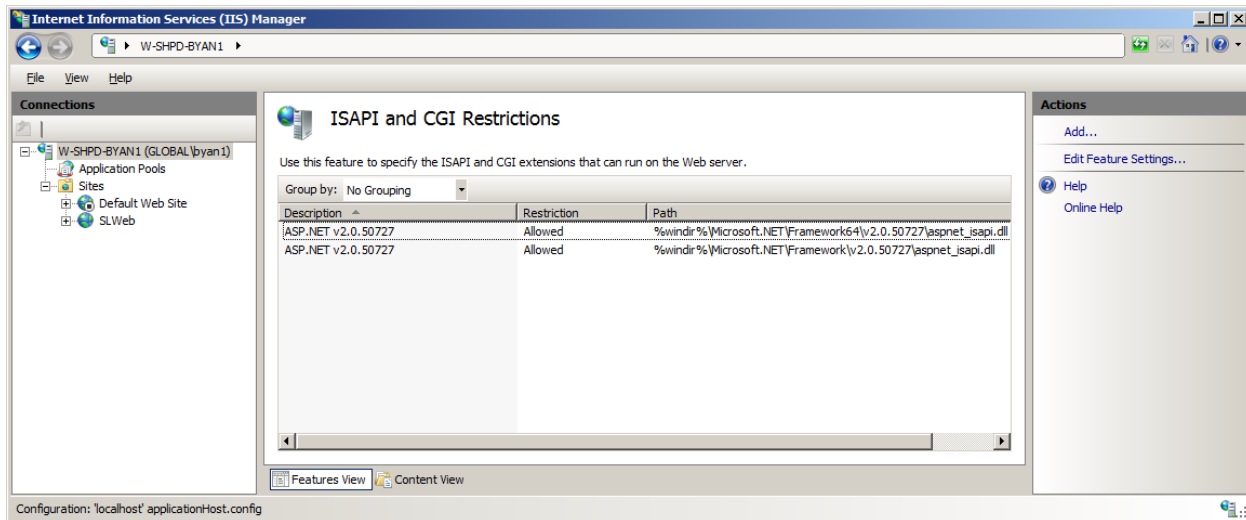 Internet Information Services (IIS) Manager
W-SHPD-BYAN1
File View Help
Connections
W-SHPD-BYAN1 (GLOBAL\byan1)
Application Pools
Sites
Default Web Site
SLWeb
ISAPI and CGI Restrictions
Use this feature to specify the ISAPI and CGI extensions that can run on the Web server.
Group by: No Grouping
Description Restriction Path
ASP.NET v2.0.50727 Allowed %windir%\Microsoft.NET\Framework64\v2.0.50727\aspnet_isapi.dll
ASP.NET v2.0.50727 Allowed %windir%\Microsoft.NET\Framework\v2.0.50727\aspnet_isapi.dll
Features View Content View
Actions
Add...
Edit Feature Settings...
Help
Online Help
Configuration: 'localhost' applicationHost.config